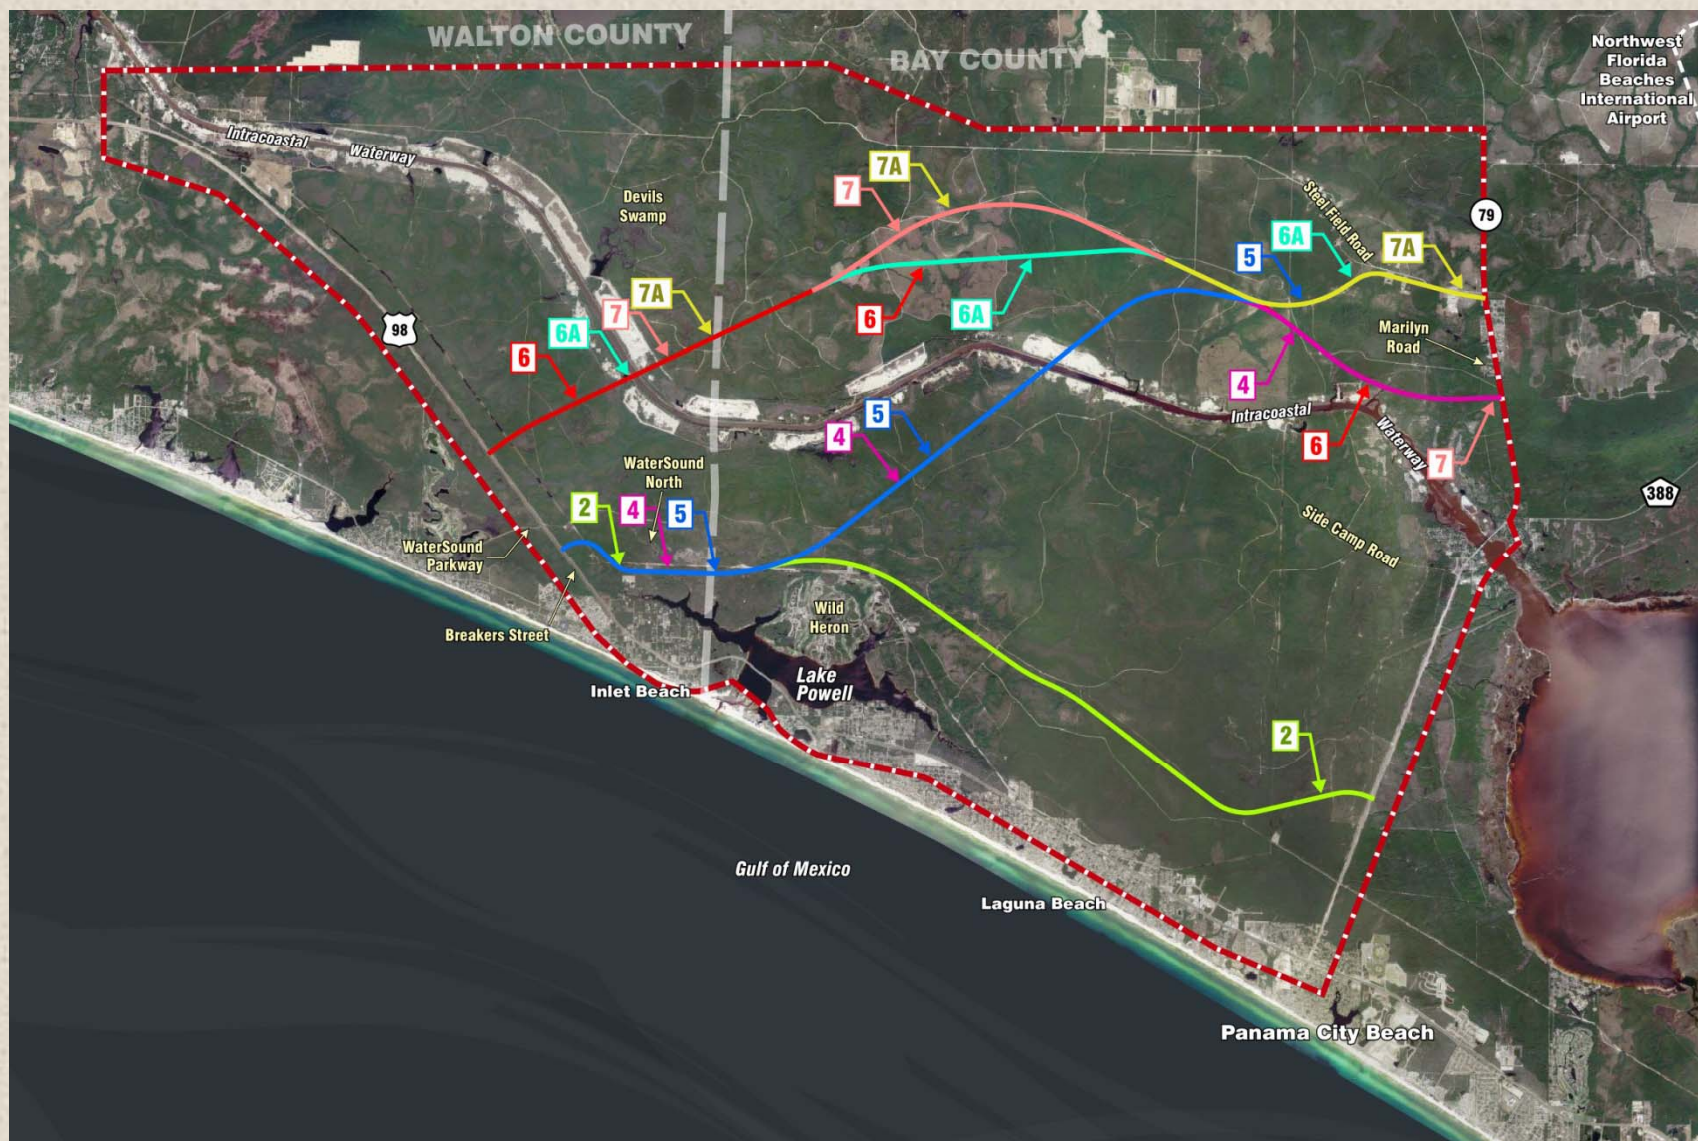 WALTON COUNTY
BAY COUNTY
Northwest
Florida
Beaches
International
Airport
Intracoastal
Waterway
Devils
Swamp
7A
7
Steel Field Road
79
6A
7A
5
7A
7
6A
6
6
6A
98
Marilyn
Road
4
5
4
Intracoastal
Waterway
6
7
WaterSound
North
388
2
4
5
Side Camp Road
WaterSound
Parkway
Breakers Street
Wild
Heron
Lake
Powell
Inlet Beach
2
Gulf of Mexico
Laguna Beach
Panama City Beach